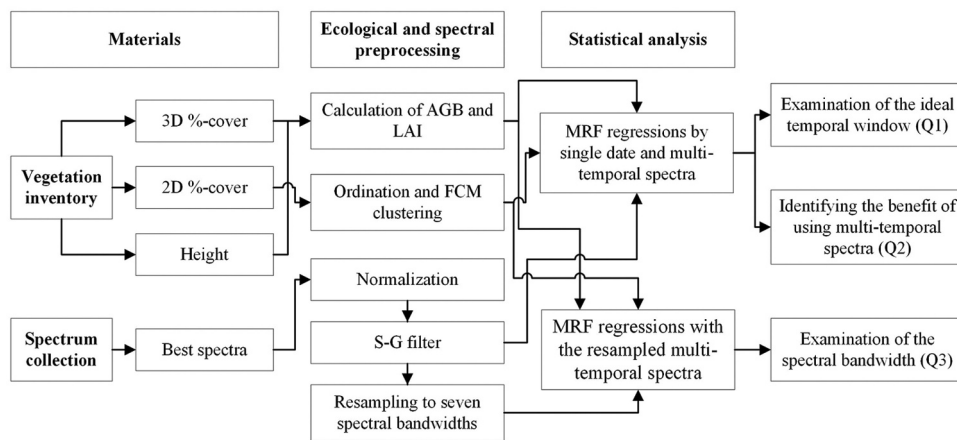 Materials
Ecological and spectral
preprocessing
Statistical analysis
Vegetation
inventory
3D %-cover
2D %-cover
Height
Calculation of AGB and
LAI
Ordination and FCM
clustering
MRF regressions by
single date and multi-
temporal spectra
Examination of the ideal
temporal window (Q1)
Identifying the benefit of
using multi-temporal
spectra (Q2)
Spectrum
collection
Best spectra
Normalization
S-G filter
Resampling to seven
spectral bandwidths
MRF regressions with
the resampled multi-
temporal spectra
Examination of the
spectral bandwidth (Q3)